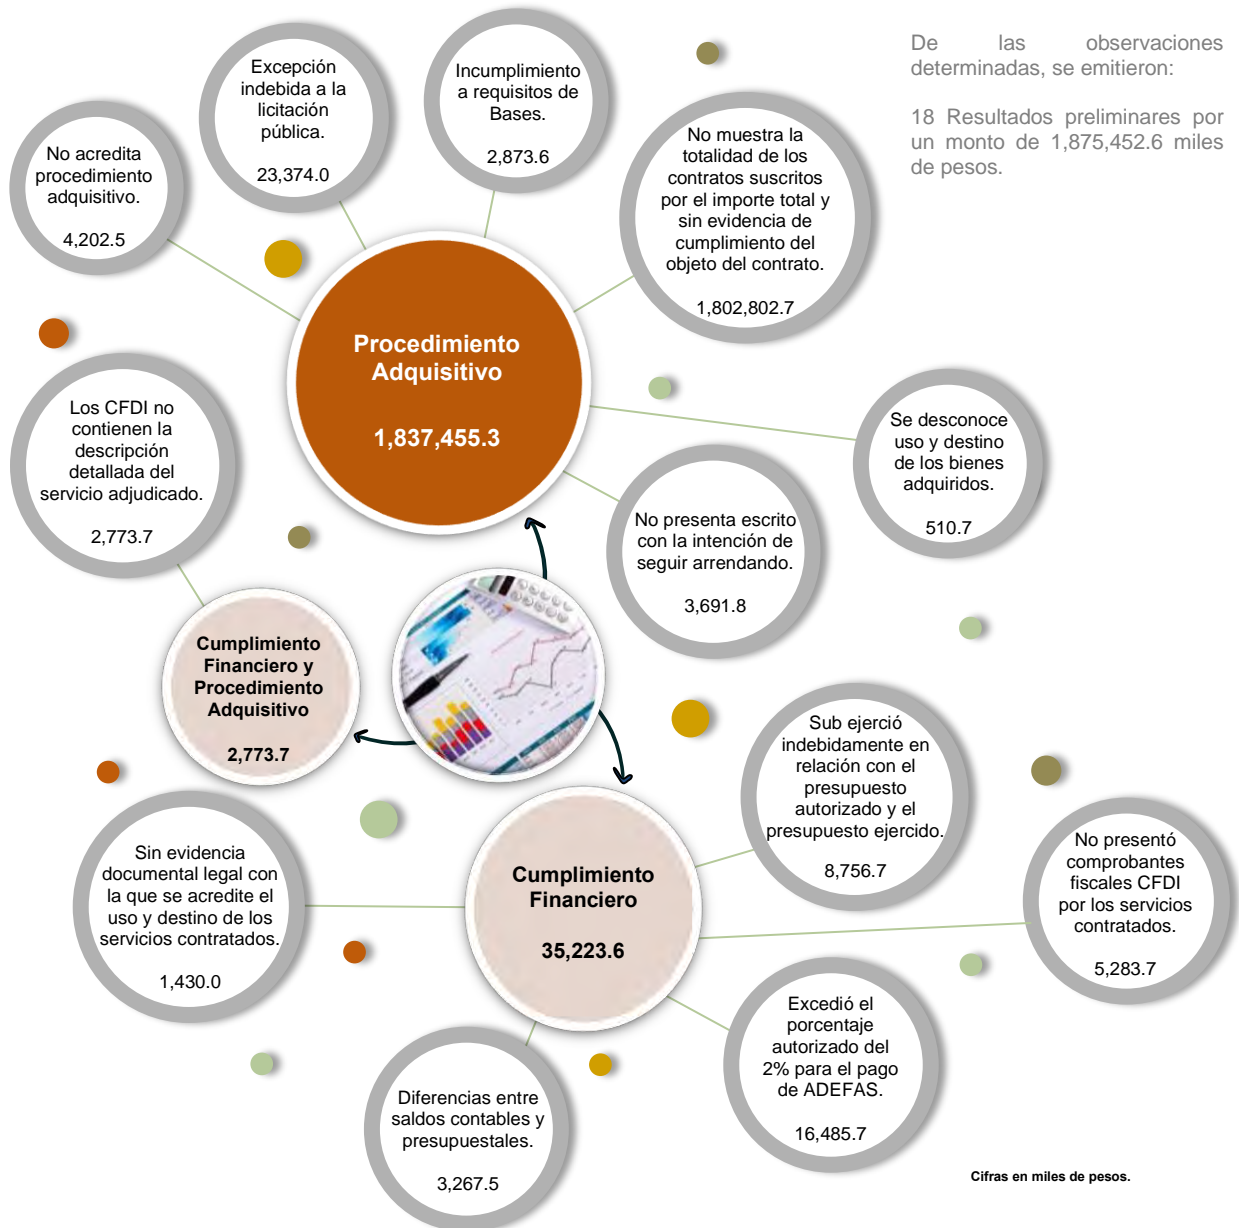 De las observaciones
determinadas, se emitieron:
18 Resultados preliminares por
un monto de 1,875,452.6 miles
de pesos.
No acredita
procedimiento
adquisitivo.
4,202.5
Excepción
indebida a la
licitación
pública.
23,374.0
Incumplimiento
a requisitos de
Bases.
2,873.6
No muestra la
totalidad de los
contratos suscritos
por el importe total y
sin evidencia de
cumplimiento del
objeto del contrato.
1,802,802.7
Procedimiento
Adquisitivo
1,837,455.3
Los CFDI no
contienen la
descripción
detallada del
servicio adjudicado.
2,773.7
Se desconoce
uso y destino
de los bienes
adquiridos.
510.7
No presenta escrito
con la intención de
seguir arrendando.
3,691.8
Cumplimiento
Financiero y
Procedimiento
Adquisitivo
2,773.7
Sub ejerció
indebidamente en
relación con el
presupuesto
autorizado y el
presupuesto ejercido.
8,756.7
No presentó
comprobantes
fiscales CFDI
por los servicios
contratados.
5,283.7
Sin evidencia
documental legal con
la que se acredite el
uso y destino de los
servicios contratados.
1,430.0
Cumplimiento
Financiero
35,223.6
Excedió el
porcentaje
autorizado del
2% para el pago
de ADEFAS.
16,485.7
Diferencias entre
saldos contables y
presupuestales.
3,267.5
Cifras en miles de pesos.